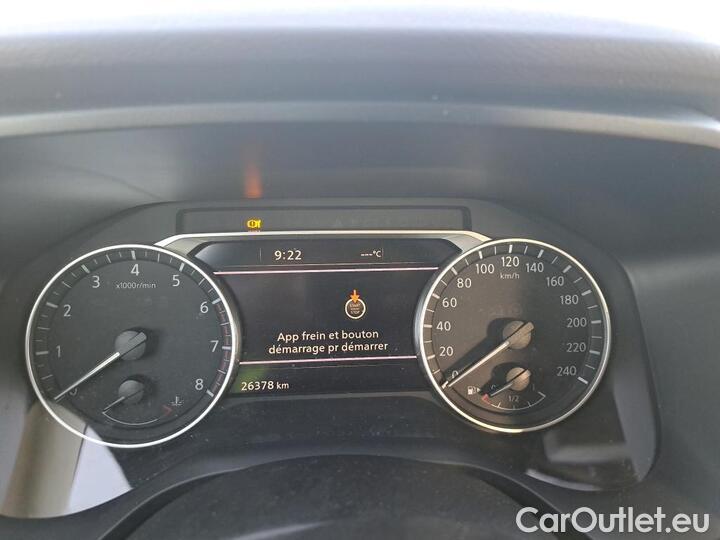 9:22 ---°C
0 1 2 3 4 5 6 7 8
x1000r/min
START
STOP
App frein et bouton
démarrage pr démarrer
26378 km
0 20 40 60 80 100 120 140 160 180 200 220 240
km/h
1/2
CarOutlet.eu